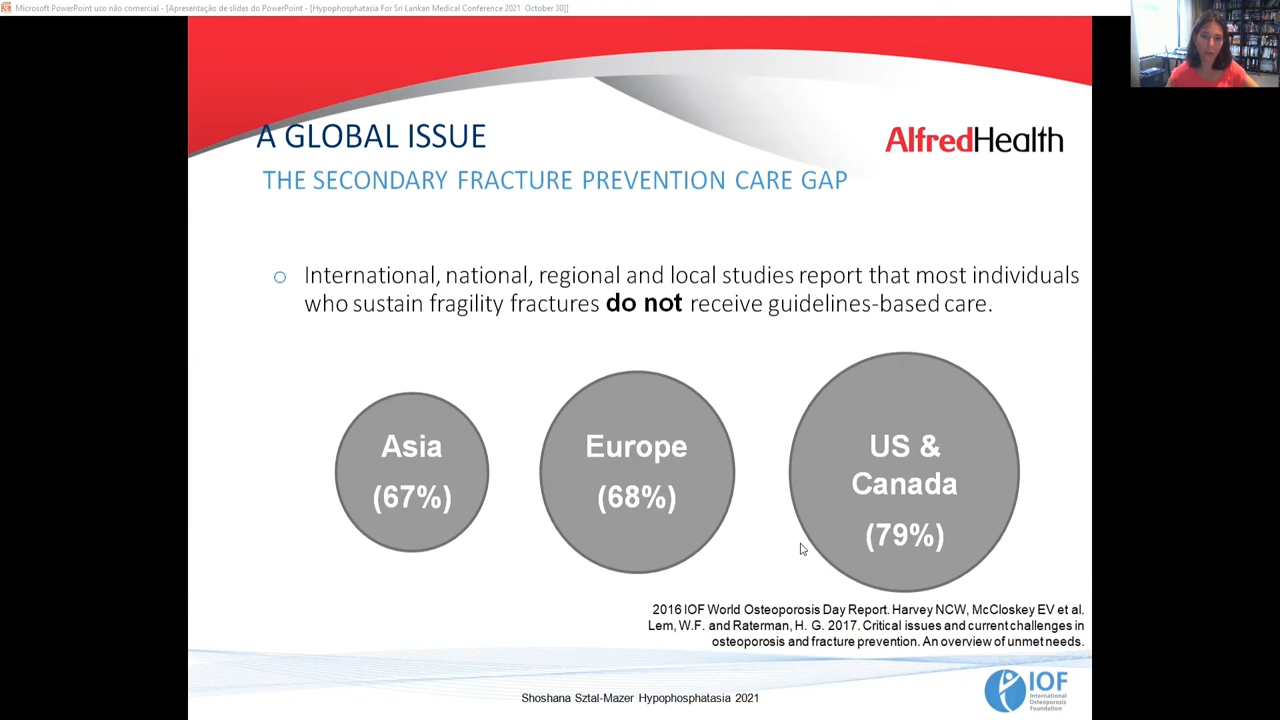 Microsoft PowerPoint uso não comercial - [Apresentação de slides do PowerPoint - [Hypophosphatasia For Sri Lankan Medical Conference 2021 October 30]]
A GLOBAL ISSUE
AlfredHealth
THE SECONDARY FRACTURE PREVENTION CARE GAP
International, national, regional and local studies report that most individuals
who sustain fragility fractures do not receive guidelines-based care.
Asia
(67%)
Europe
(68%)
US &
Canada
(79%)
2016 IOF World Osteoporosis Day Report. Harvey NCW, McCloskey EV et al.
Lem, W.F. and Raterman, H. G. 2017. Critical issues and current challenges in
osteoporosis and fracture prevention. An overview of unmet needs.
Shoshana Sztal-Mazer Hypophosphatasia 2021
IOF
International
Osteoporosis
Foundation